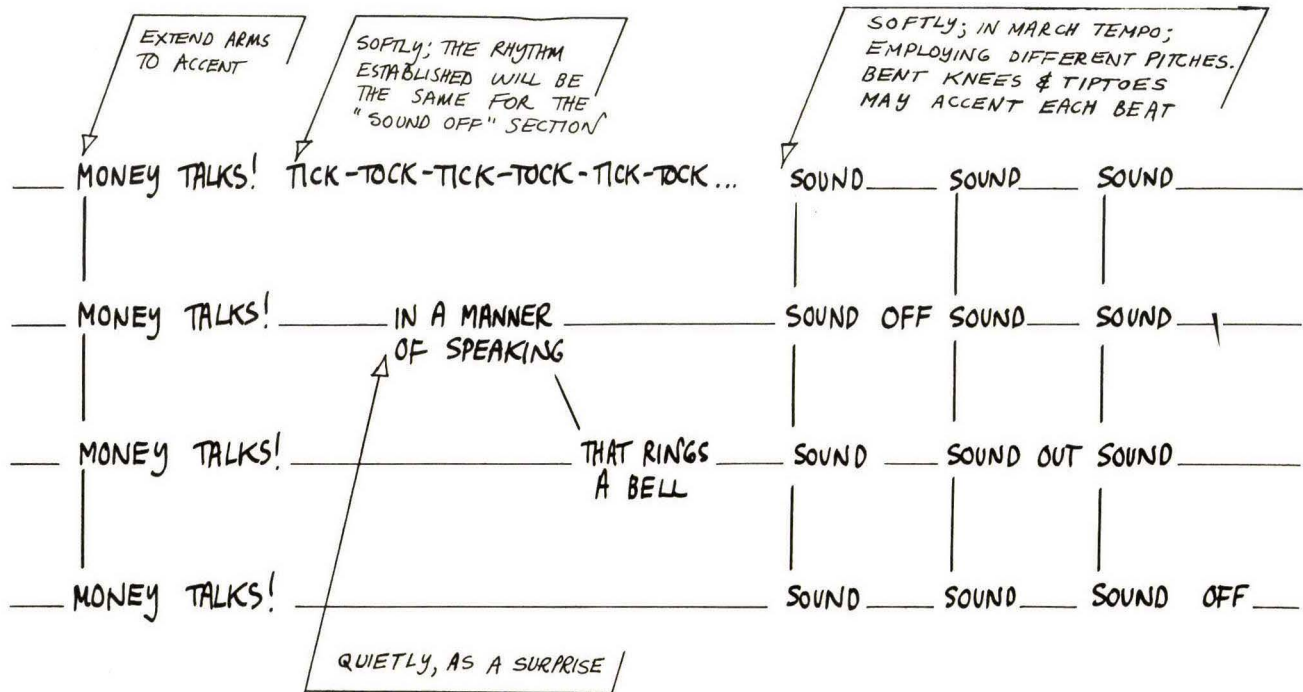 EXTEND ARMS
TO ACCENT
SOFTLY; THE RHYTHM
ESTABLISHED WILL BE
THE SAME FOR THE
"SOUND OFF" SECTION
SOFTLY; IN MARCH TEMPO;
EMPLOYING DIFFERENT PITCHES.
BENT KNEES & TIPTOES
MAY ACCENT EACH BEAT
MONEY TALKS! TICK-TOCK-TICK-TOCK-TICK-TOCK... SOUND SOUND SOUND
MONEY TALKS! IN A MANNER SOUND OFF SOUND SOUND
OF SPEAKING
MONEY TALKS! THAT RINGS SOUND SOUND OUT SOUND
A BELL
MONEY TALKS! SOUND SOUND SOUND OFF
QUIETLY, AS A SURPRISE